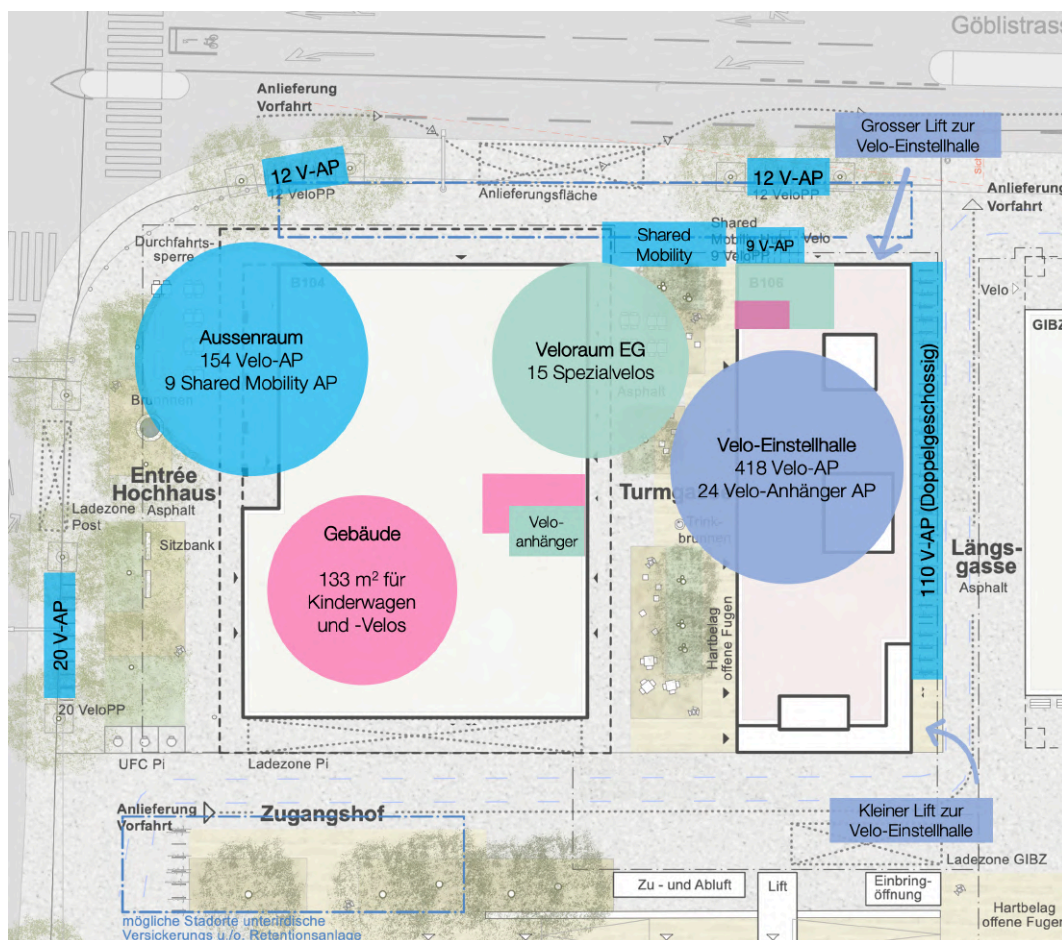 Göblistrass
Anlieferung
Vorfahrt
Grosser Lift zur
Velo-Einstellhalle
12 V-AP
12 VeloPP
Anlieferungsfläche
12 V-AP
12 VeloPP
Anlieferung
Vorfahrt
Durchfahrts-
sperre
Shared
Mobility
Shared
9 V-AP
Velo
9 VeloPP
Velo
B104
B105
GIBZ
Aussenraum
154 Velo-AP
9 Shared Mobility AP
Veloraum EG
15 Spezialvelos
Asphalt
Brunnen
Velo-Einstellhalle
418 Velo-AP
24 Velo-Anhänger AP
110 V-AP (Doppelgeschossig)
Entrée
Hochhaus
Asphalt
Ladezone
Post
Sitzbank
Gebäude
133 m² für
Kinderwagen
und -Velos
Velo-
anhänger
Trink-
brunnen
Längs-
gasse
Asphalt
Hartbelag
offene Fugen
20 V-AP
20 VeloPP
UFC Pi
Ladezone Pi
Anlieferung
Vorfahrt
Zugangshof
Kleiner Lift zur
Velo-Einstellhalle
Ladezone GIBZ
Zu - und Abluft
Lift
Einbring-
öffnung
Hartbelag
offene Fugen
mögliche Stadorte unterirdische
Versickerungs u./o. Retentionsanlage